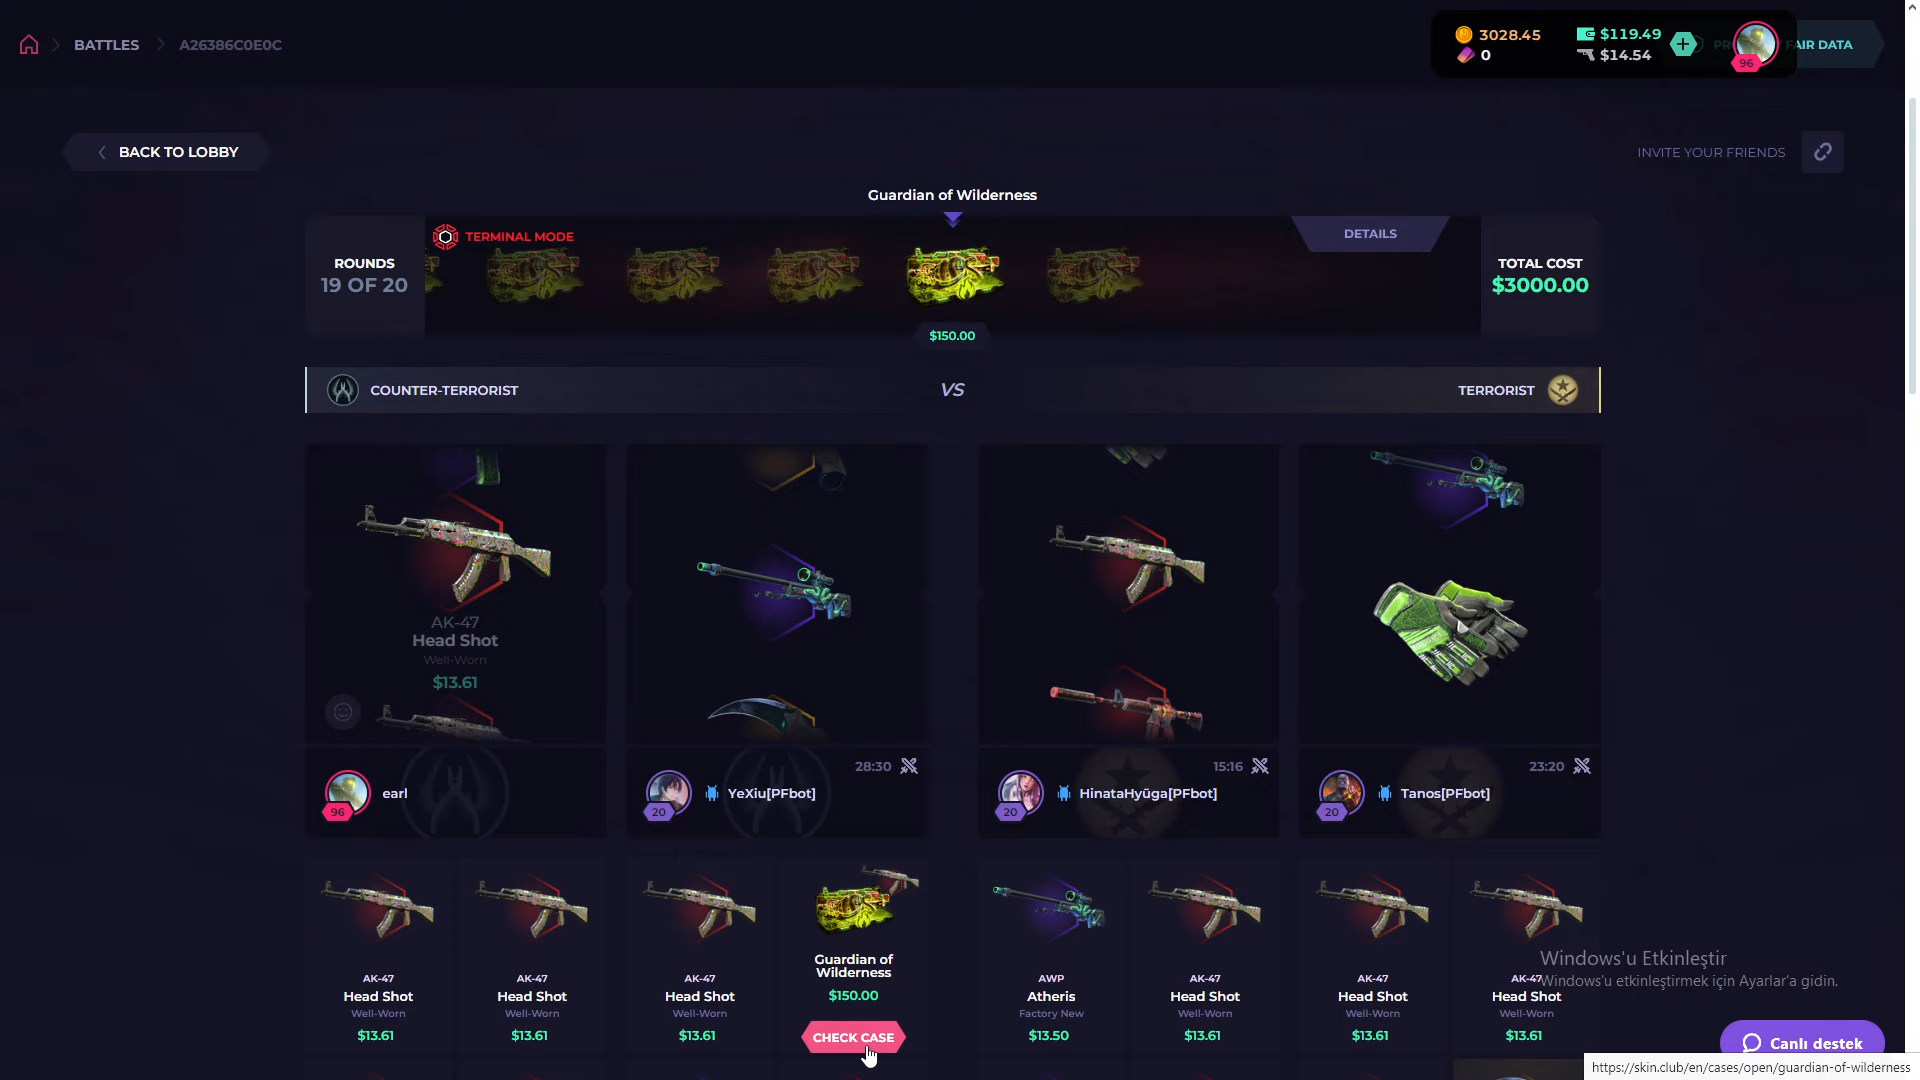 BATTLES
A26386C0E0C
3028.45
$119.49
0
$14.54
96
FAIR DATA
BACK TO LOBBY
INVITE YOUR FRIENDS
Guardian of Wilderness
TERMINAL MODE
DETAILS
ROUNDS
19 OF 20
TOTAL COST
$3000.00
$150.00
COUNTER-TERRORIST
VS
TERRORIST
AK-47
Head Shot
Well-Worn
$13.61
28:30
15:16
23:20
earl
96
YeXiu[PFbot]
20
HinataHyūga[PFbot]
20
Tanos[PFbot]
20
AK-47
Head Shot
Well-Worn
$13.61
AK-47
Head Shot
Well-Worn
$13.61
AK-47
Head Shot
Well-Worn
$13.61
Guardian of
Wilderness
$150.00
CHECK CASE
AWP
Atheris
Factory New
$13.50
AK-47
Head Shot
Well-Worn
$13.61
AK-47
Head Shot
Well-Worn
$13.61
AK-47
Head Shot
Well-Worn
$13.61
Windows'u Etkinleştir
Windows'u etkinleştirmek için Ayarlar'a gidin.
Canlı destek
https://skin.club/en/cases/open/guardian-of-wilderness